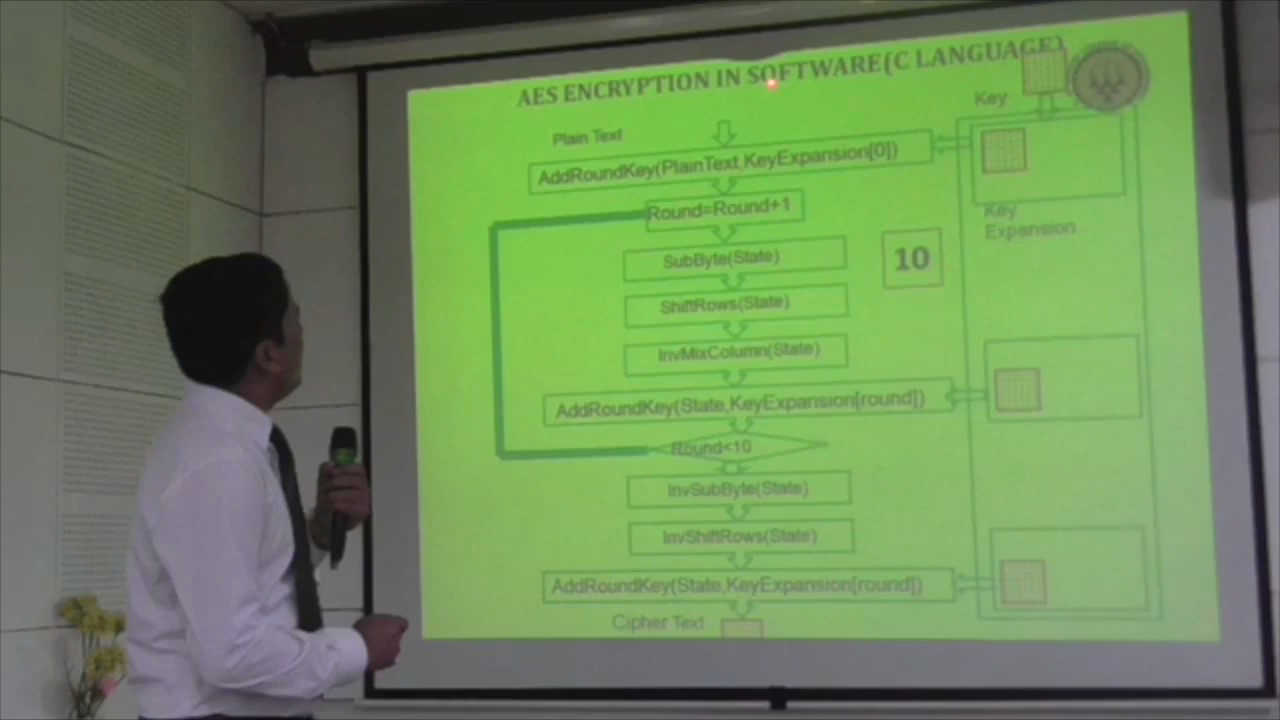 AES ENCRYPTION IN SOFTWARE(C LANGUAGE)
Key
Plain Text
AddRoundKey(PlainText,KeyExpansion[0])
Round=Round+1
Key
Expansion
SubByte(State)
10
ShiftRows(State)
InvMixColumn(State)
AddRoundKey(State,KeyExpansion[round])
Round<10
InvSubByte(State)
InvShiftRows(State)
AddRoundKey(State,KeyExpansion[round])
Cipher Text